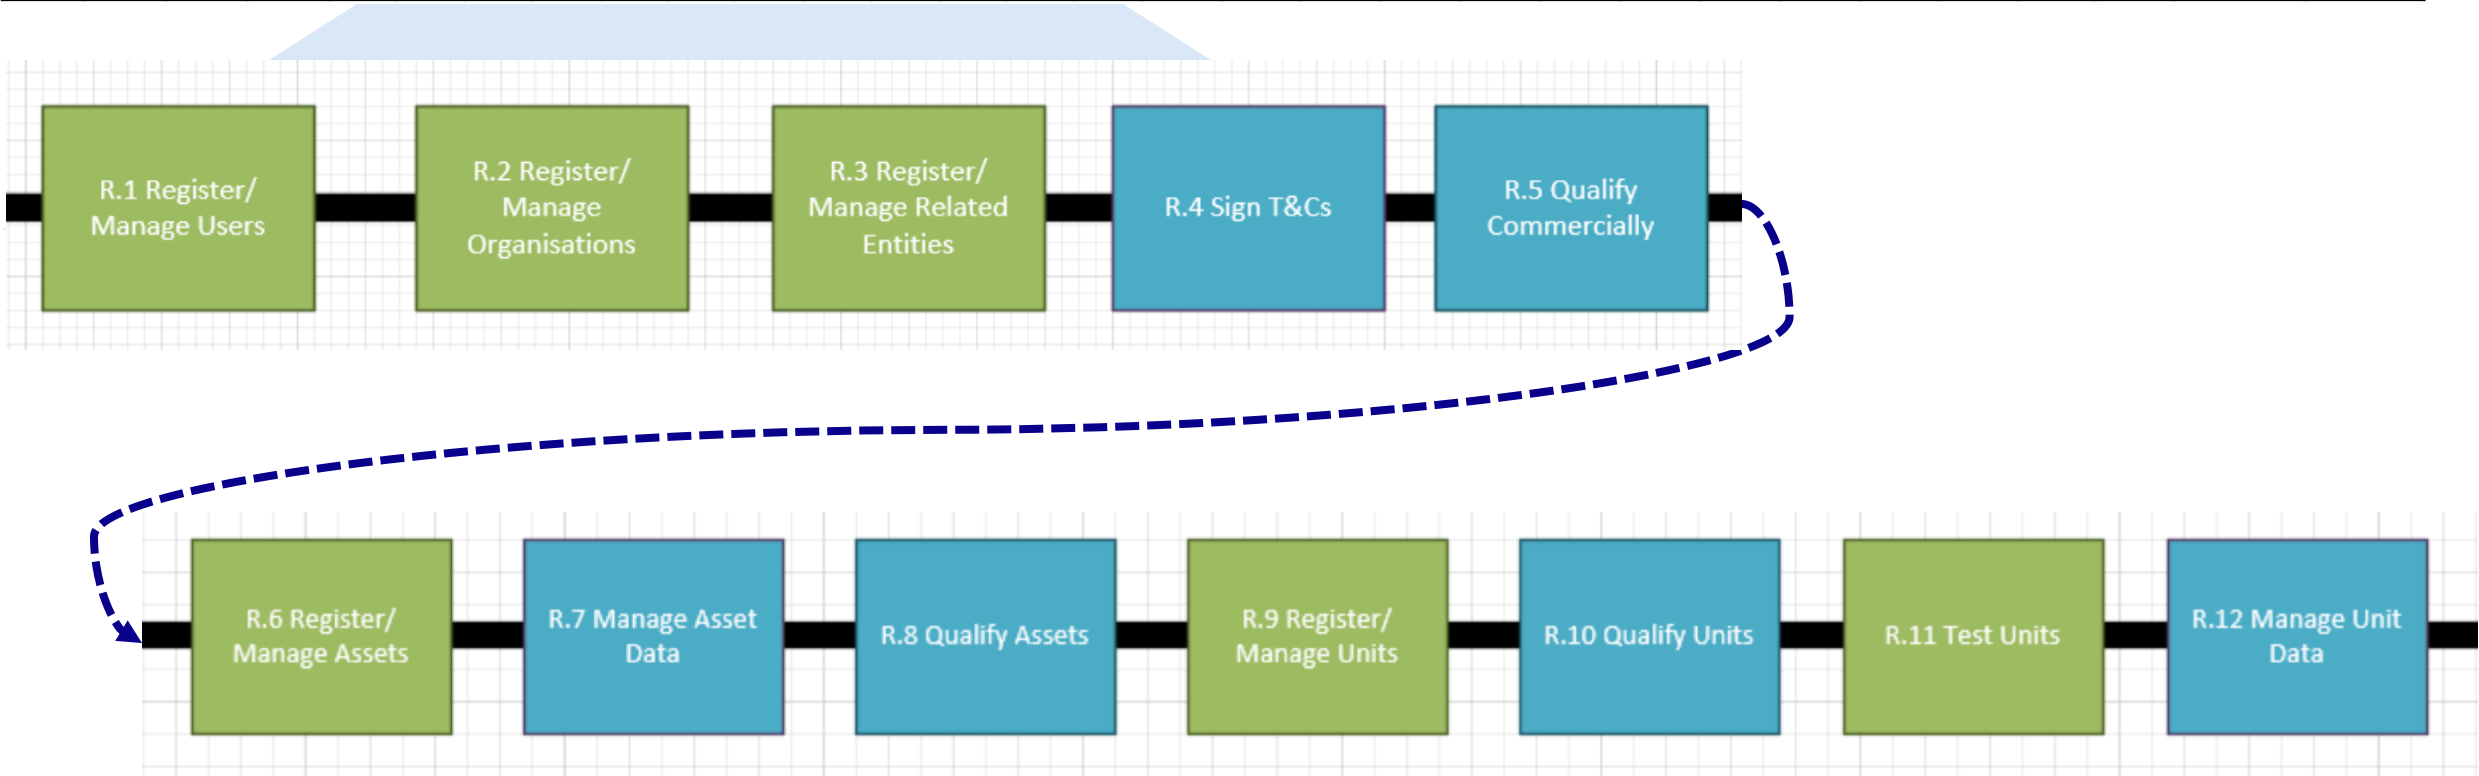 R.1 Register/
Manage Users
R.2 Register/
Manage
Organisations
R.3 Register/
Manage Related
Entities
R.4 Sign T&Cs
R.5 Qualify
Commercially
R.6 Register/
Manage Assets
R.7 Manage Asset
Data
R.8 Qualify Assets
R.9 Register/
Manage Units
R.10 Qualify Units
R.11 Test Units
R.12 Manage Unit
Data